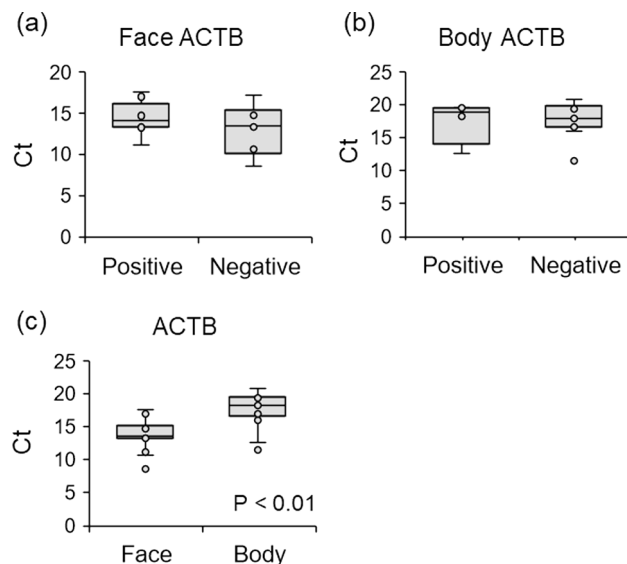 (a)
Face ACTB
20
15
10
5
0
Ct
Positive Negative
(b)
Body ACTB
25
20
15
10
5
0
Ct
Positive Negative
(c)
ACTB
25
20
15
10
5
0
Ct
P < 0.01
Face Body